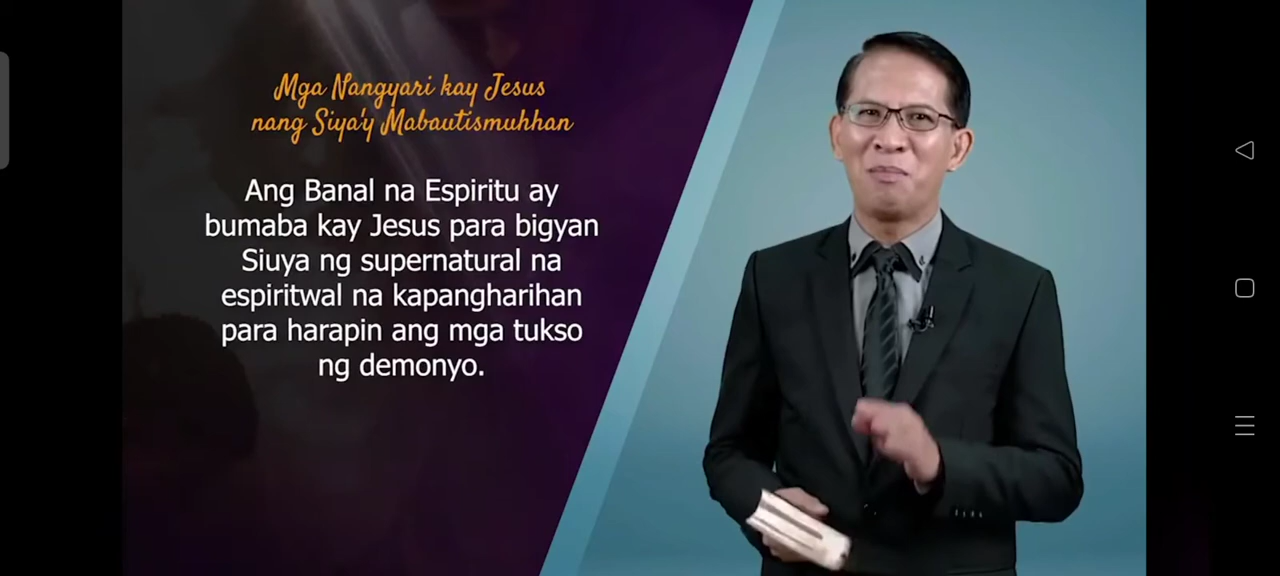 Mga Nangyari kay Jesus
nang Siya'y Mabautismuhhan
Ang Banal na Espiritu ay
bumaba kay Jesus para bigyan
Siuya ng supernatural na
espiritwal na kapangharihan
para harapin ang mga tukso
ng demonyo.